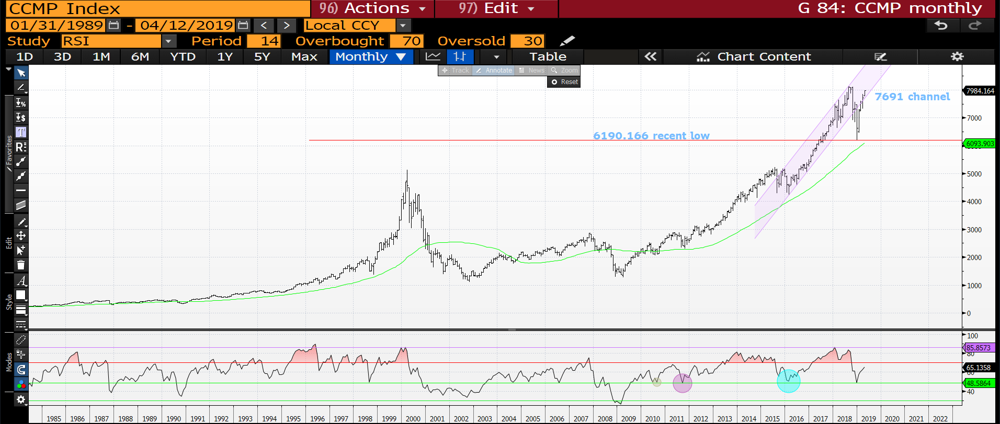 CCMP Index 96) Actions 97) Edit G 84: CCMP monthly
01/31/1989 - 04/12/2019 < > Local CCY
Study RSI Period 14 Overbought 70 Oversold 30
1D 3D 1M 6M YTD 1Y 5Y Max Monthly Table Chart Content
Track Annotate News Zoom
Reset
7984.164
7691 channel
7000
6190.166 recent low
6093.903
5000
4000
3000
2000
1000
0
Favorites
Edit
Style
Modes
%
$
T
R
A
100
85.8573
80
65.1358
60
48.5864
40
1985 1986 1987 1988 1989 1990 1991 1992 1993 1994 1995 1996 1997 1998 1999 2000 2001 2002 2003 2004 2005 2006 2007 2008 2009 2010 2011 2012 2013 2014 2015 2016 2017 2018 2019 2020 2021 2022